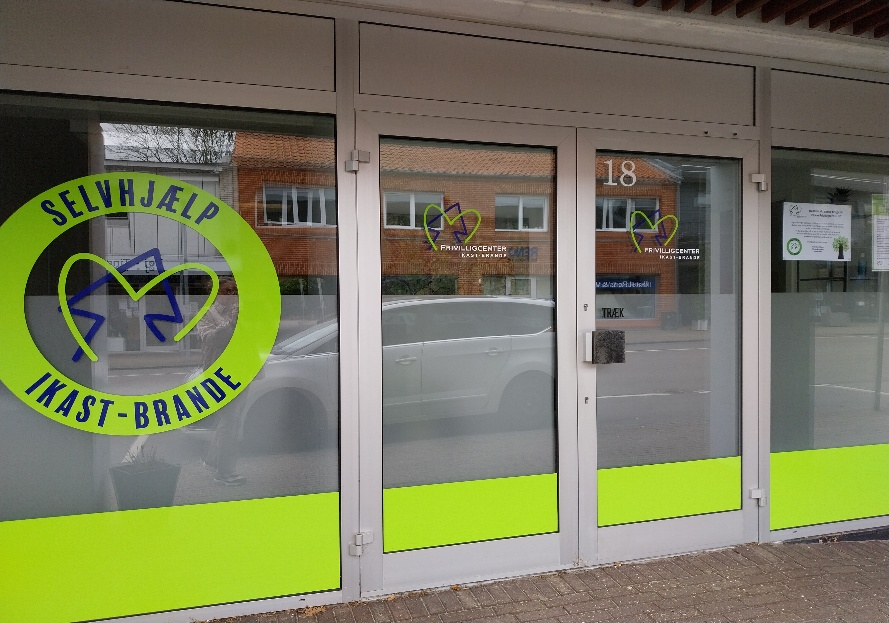 SELVHJÆLP
IKAST-BRANDE
FRIVILLIGCENTER
IKAST-BRANDE
18
FRIVILLIGCENTER
IKAST-BRANDE
TRÆK